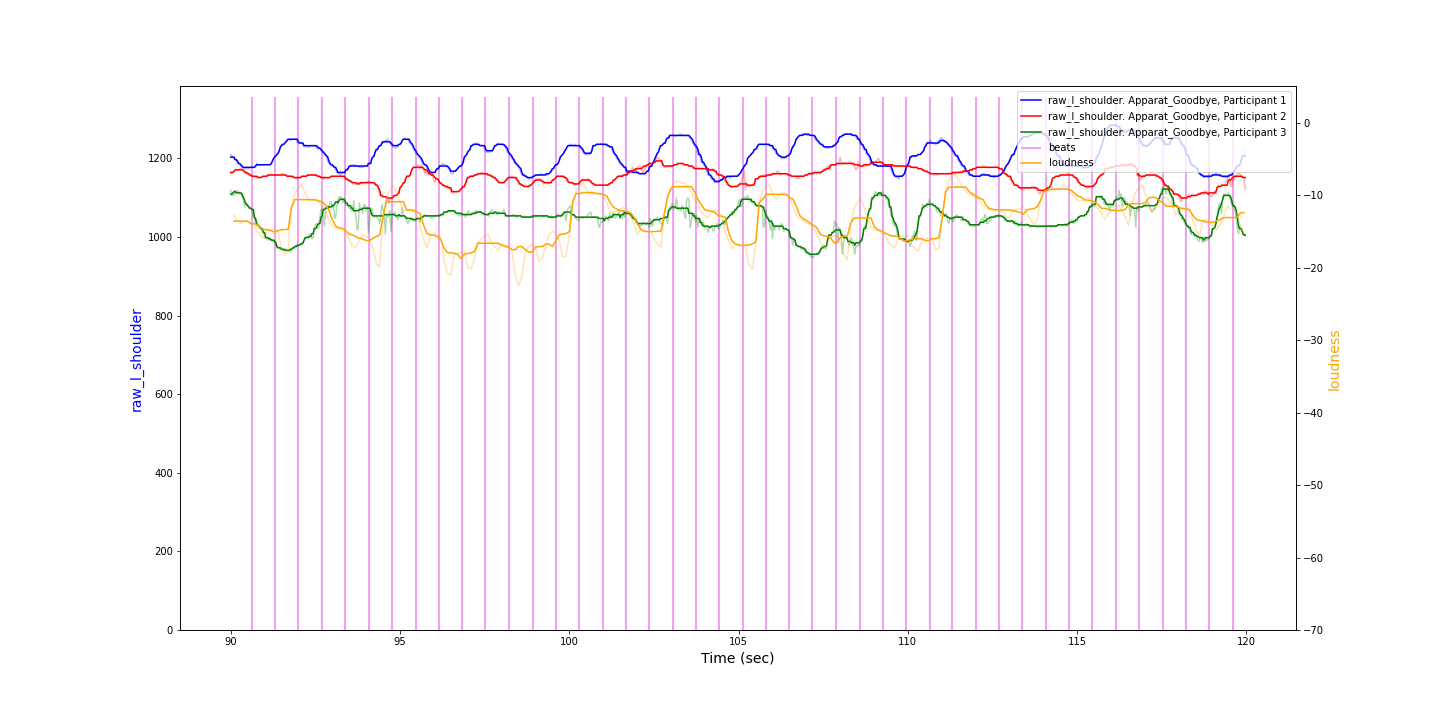 raw_l_shoulder. Apparat_Goodbye, Participant 1
raw_l_shoulder. Apparat_Goodbye, Participant 2
raw_l_shoulder. Apparat_Goodbye, Participant 3
beats
loudness
1200
1000
800
600
400
200
0
raw_l_shoulder
0
−10
−20
−30
−40
−50
−60
−70
loudness
90
95
100
105
110
115
120
Time (sec)